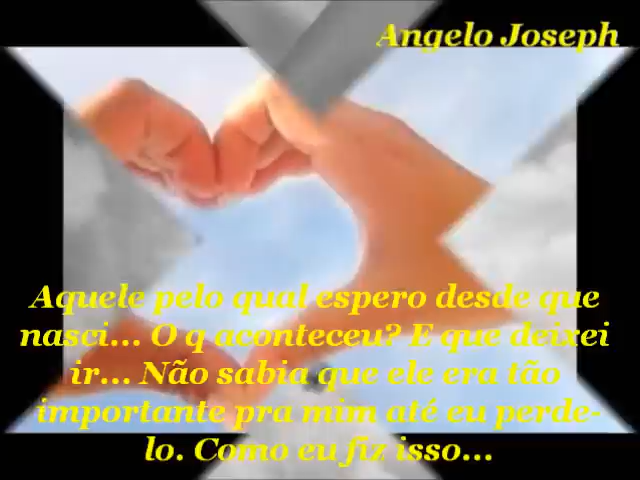 Angelo Joseph
Aquele pelo qual espero desde que
nasci... O q aconteceu? E que deixei
ir... Não sabia que ele era tão
importante pra mim até eu perde-
lo. Como eu fiz isso...